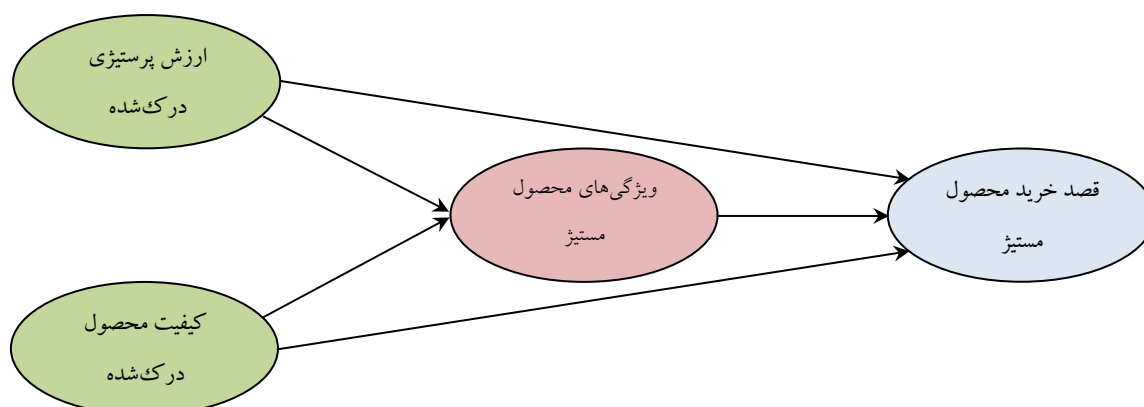 ارزش پرستیژی
درک‌شده
ویژگی‌های محصول
مستیژ
قصد خرید محصول
مستیژ
کیفیت محصول
درک‌شده